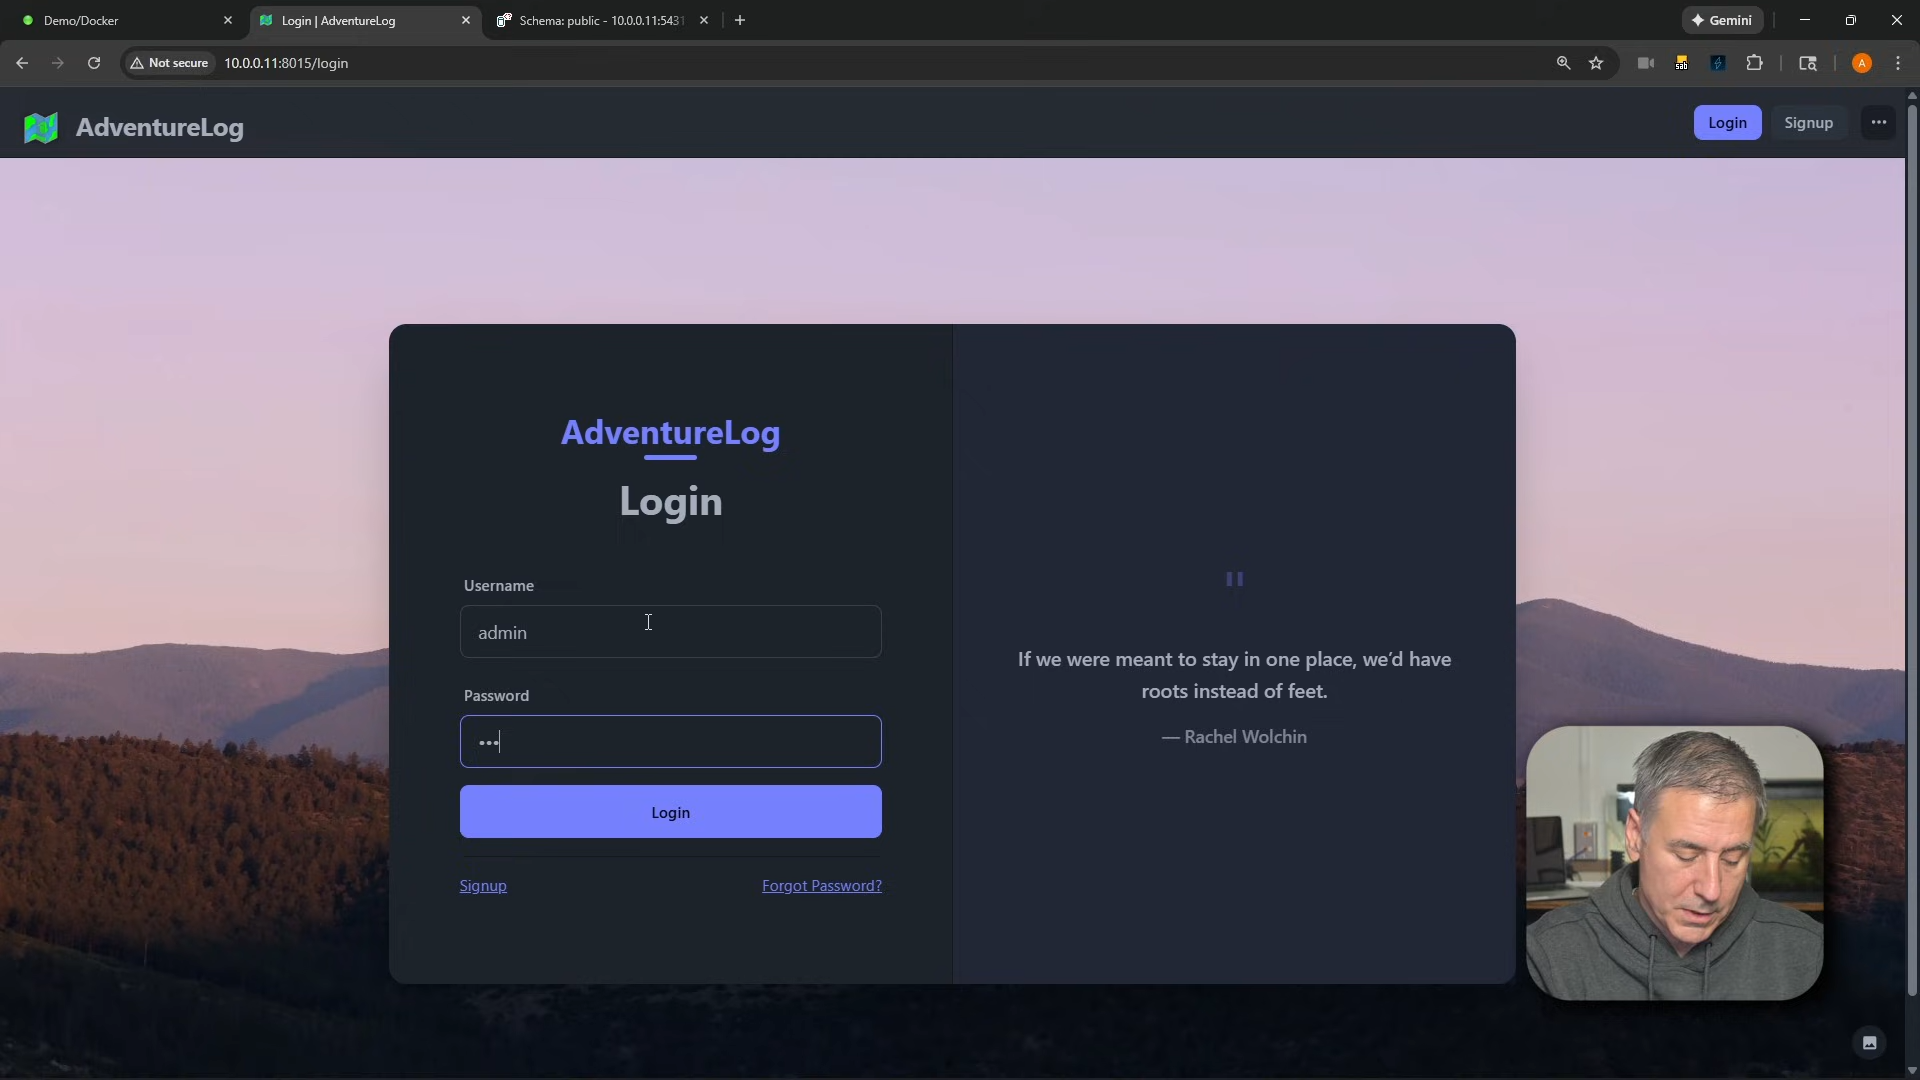 Demo/Docker
Login | AdventureLog
Schema: public - 10.0.0.11:5431
Gemini
Not secure
10.0.0.11:8015/login
sab
A
AdventureLog
Login
Signup
AdventureLog
Login
Username
admin
Password
Login
Signup
Forgot Password?
"
If we were meant to stay in one place, we'd have
roots instead of feet.
— Rachel Wolchin